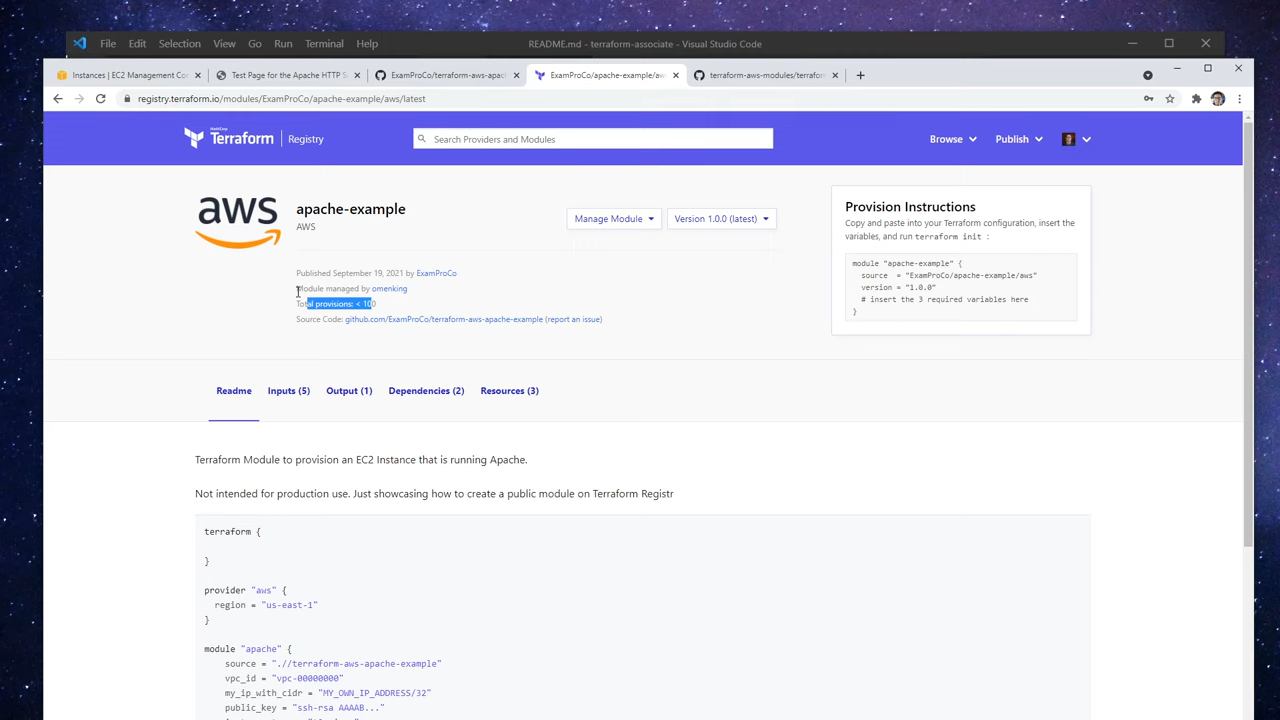 File Edit Selection View Go Run Terminal Help README.md - terraform-associate - Visual Studio Code
Instances | EC2 Management Con Test Page for the Apache HTTP S ExamProCo/terraform-aws-apac ExamProCo/apache-example/aws terraform-aws-modules/terraform
registry.terraform.io/modules/ExamProCo/apache-example/aws/latest
HashiCorp
Terraform Registry Search Providers and Modules Browse Publish
aws
apache-example
AWS
Manage Module Version 1.0.0 (latest)
Published September 19, 2021 by ExamProCo
Module managed by omenking
Total provisions: < 100
Source Code: github.com/ExamProCo/terraform-aws-apache-example (report an issue)
Provision Instructions
Copy and paste into your Terraform configuration, insert the
variables, and run terraform init :
module "apache-example" {
source = "ExamProCo/apache-example/aws"
version = "1.0.0"
# insert the 3 required variables here
}
Readme Inputs (5) Output (1) Dependencies (2) Resources (3)
Terraform Module to provision an EC2 Instance that is running Apache.
Not intended for production use. Just showcasing how to create a public module on Terraform Registr
terraform {
}
provider "aws" {
region = "us-east-1"
}
module "apache" {
source = ".//terraform-aws-apache-example"
vpc_id = "vpc-00000000"
my_ip_with_cidr = "MY_OWN_IP_ADDRESS/32"
public_key = "ssh-rsa AAAAB..."